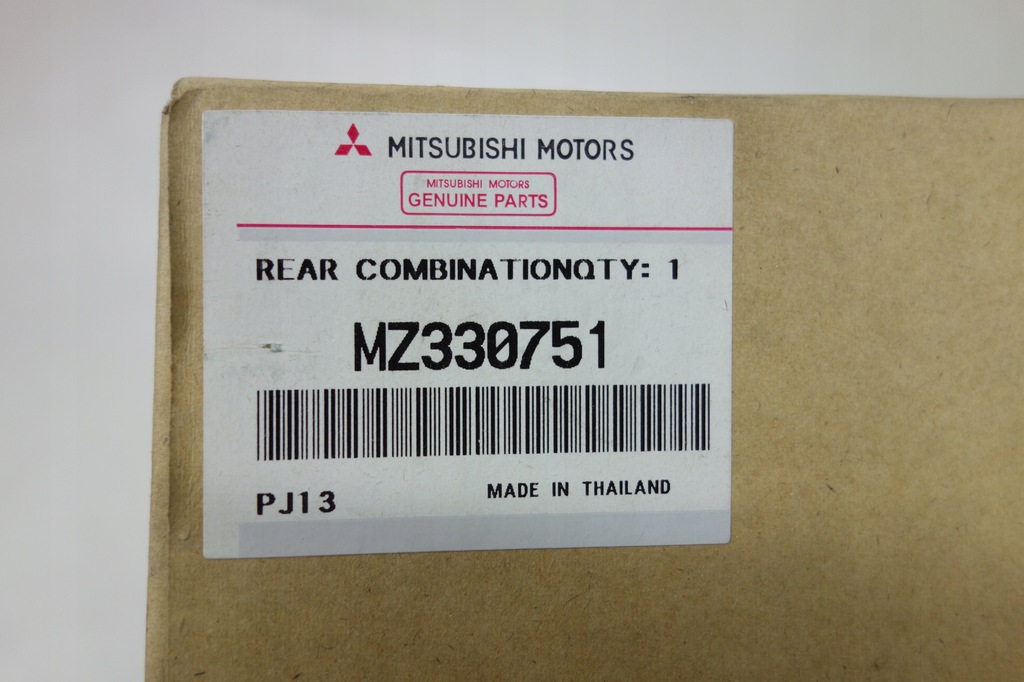 MITSUBISHI MOTORS
MITSUBISHI MOTORS
GENUINE PARTS
REAR COMBINATIONQTY: 1
MZ330751
PJ13
MADE IN THAILAND